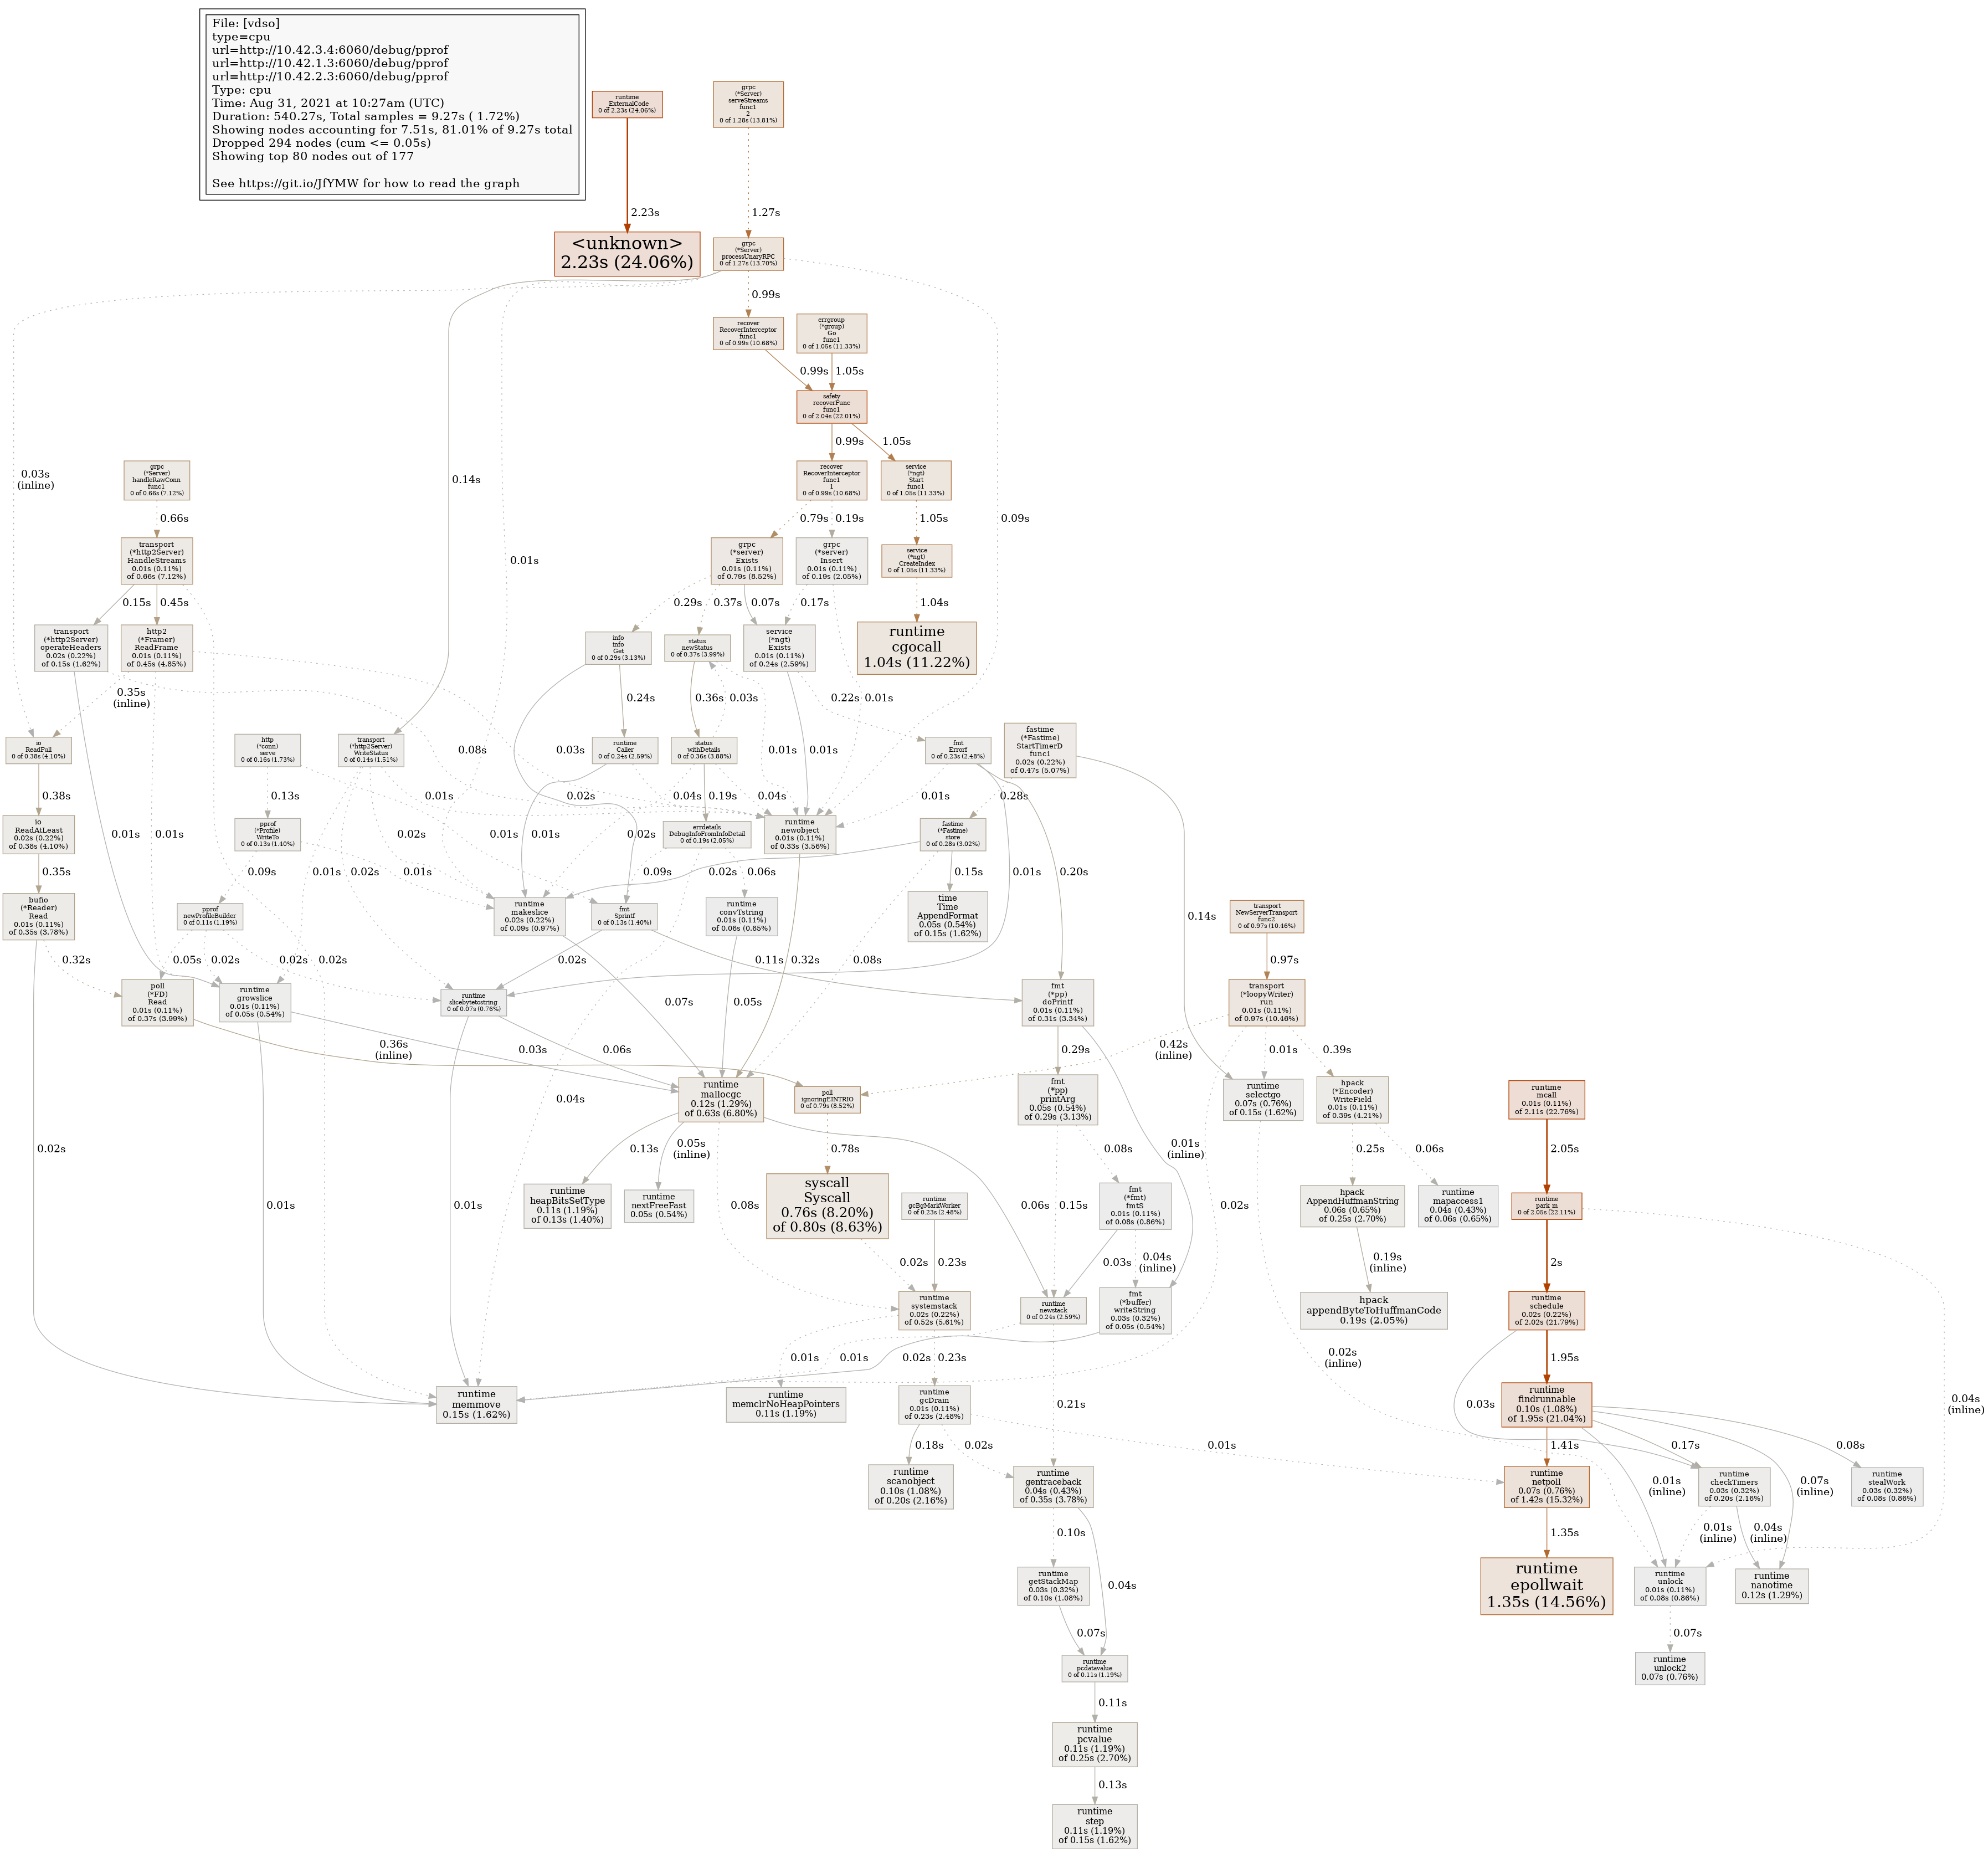 File: [vdso]
type=cpu
url=http://10.42.3.4:6060/debug/pprof
url=http://10.42.1.3:6060/debug/pprof
url=http://10.42.2.3:6060/debug/pprof
Type: cpu
Time: Aug 31, 2021 at 10:27am (UTC)
Duration: 540.27s, Total samples = 9.27s ( 1.72%)
Showing nodes accounting for 7.51s, 81.01% of 9.27s total
Dropped 294 nodes (cum <= 0.05s)
Showing top 80 nodes out of 177
See https://git.io/JfYMW for how to read the graph
runtime
ExternalCode
0 of 2.23s (24.06%)
grpc
(*Server)
serveStreams
func1
2
0 of 1.28s (13.81%)
2.23s
1.27s
<unknown>
2.23s (24.06%)
grpc
(*Server)
processUnaryRPC
0 of 1.27s (13.70%)
0.99s
recover
RecoverInterceptor
func1
0 of 0.99s (10.68%)
errgroup
(*group)
Go
func1
0 of 1.05s (11.33%)
0.99s
1.05s
safety
recoverFunc
func1
0 of 2.04s (22.01%)
0.99s
1.05s
0.03s
(inline)
grpc
(*Server)
handleRawConn
func1
0 of 0.66s (7.12%)
0.14s
recover
RecoverInterceptor
func1
1
0 of 0.99s (10.68%)
service
(*ngt)
Start
func1
0 of 1.05s (11.33%)
0.66s
0.79s
0.19s
1.05s
0.09s
transport
(*http2Server)
HandleStreams
0.01s (0.11%)
of 0.66s (7.12%)
0.01s
grpc
(*server)
Exists
0.01s (0.11%)
of 0.79s (8.52%)
grpc
(*server)
Insert
0.01s (0.11%)
of 0.19s (2.05%)
service
(*ngt)
CreateIndex
0 of 1.05s (11.33%)
0.15s
0.45s
0.29s
0.37s
0.07s
0.17s
1.04s
transport
(*http2Server)
operateHeaders
0.02s (0.22%)
of 0.15s (1.62%)
http2
(*Framer)
ReadFrame
0.01s (0.11%)
of 0.45s (4.85%)
info
info
Get
0 of 0.29s (3.13%)
status
newStatus
0 of 0.37s (3.99%)
service
(*ngt)
Exists
0.01s (0.11%)
of 0.24s (2.59%)
runtime
cgocall
1.04s (11.22%)
0.35s
(inline)
0.24s
0.36s
0.03s
0.22s
0.01s
io
ReadFull
0 of 0.38s (4.10%)
http
(*conn)
serve
0 of 0.16s (1.73%)
transport
(*http2Server)
WriteStatus
0 of 0.14s (1.51%)
0.08s
0.03s
runtime
Caller
0 of 0.24s (2.59%)
status
withDetails
0 of 0.36s (3.88%)
0.01s
0.01s
fmt
Errorf
0 of 0.23s (2.48%)
fastime
(*Fastime)
StartTimerD
func1
0.02s (0.22%)
of 0.47s (5.07%)
0.38s
0.01s
0.13s
0.01s
0.02s
0.04s
0.19s
0.04s
0.01s
0.28s
io
ReadAtLeast
0.02s (0.22%)
of 0.38s (4.10%)
0.01s
pprof
(*Profile)
WriteTo
0 of 0.13s (1.40%)
0.02s
0.01s
0.01s
0.02s
errdetails
DebugInfoFromInfoDetail
0 of 0.19s (2.05%)
runtime
newobject
0.01s (0.11%)
of 0.33s (3.56%)
fastime
(*Fastime)
store
0 of 0.28s (3.02%)
0.35s
0.09s
0.01s
0.02s
0.01s
0.09s
0.02s
0.06s
0.01s
0.15s
0.20s
bufio
(*Reader)
Read
0.01s (0.11%)
of 0.35s (3.78%)
pprof
newProfileBuilder
0 of 0.11s (1.19%)
runtime
makeslice
0.02s (0.22%)
of 0.09s (0.97%)
fmt
Sprintf
0 of 0.13s (1.40%)
runtime
convTstring
0.01s (0.11%)
of 0.06s (0.65%)
time
Time
AppendFormat
0.05s (0.54%)
of 0.15s (1.62%)
0.14s
transport
NewServerTransport
func2
0 of 0.97s (10.46%)
0.32s
0.05s
0.02s
0.02s
0.02s
0.02s
0.11s
0.32s
0.08s
0.97s
poll
(*FD)
Read
0.01s (0.11%)
of 0.37s (3.99%)
runtime
growslice
0.01s (0.11%)
of 0.05s (0.54%)
runtime
slicebytetostring
0 of 0.07s (0.76%)
0.07s
0.05s
fmt
(*pp)
doPrintf
0.01s (0.11%)
of 0.31s (3.34%)
transport
(*loopyWriter)
run
0.01s (0.11%)
of 0.97s (10.46%)
0.36s
(inline)
0.03s
0.06s
0.29s
0.42s
(inline)
0.01s
0.39s
0.04s
runtime
mallocgc
0.12s (1.29%)
of 0.63s (6.80%)
poll
ignoringEINTRIO
0 of 0.79s (8.52%)
fmt
(*pp)
printArg
0.05s (0.54%)
of 0.29s (3.13%)
runtime
selectgo
0.07s (0.76%)
of 0.15s (1.62%)
hpack
(*Encoder)
WriteField
0.01s (0.11%)
of 0.39s (4.21%)
runtime
mcall
0.01s (0.11%)
of 2.11s (22.76%)
0.02s
0.13s
0.05s
(inline)
0.78s
0.08s
0.01s
(inline)
0.25s
0.06s
2.05s
0.01s
0.01s
runtime
heapBitsSetType
0.11s (1.19%)
of 0.13s (1.40%)
runtime
nextFreeFast
0.05s (0.54%)
0.08s
syscall
Syscall
0.76s (8.20%)
of 0.80s (8.63%)
runtime
gcBgMarkWorker
0 of 0.23s (2.48%)
0.06s
0.15s
fmt
(*fmt)
fmtS
0.01s (0.11%)
of 0.08s (0.86%)
0.02s
hpack
AppendHuffmanString
0.06s (0.65%)
of 0.25s (2.70%)
runtime
mapaccess1
0.04s (0.43%)
of 0.06s (0.65%)
runtime
park_m
0 of 2.05s (22.11%)
0.02s
0.23s
0.03s
0.04s
(inline)
0.19s
(inline)
2s
runtime
systemstack
0.02s (0.22%)
of 0.52s (5.61%)
runtime
newstack
0 of 0.24s (2.59%)
fmt
(*buffer)
writeString
0.03s (0.32%)
of 0.05s (0.54%)
hpack
appendByteToHuffmanCode
0.19s (2.05%)
runtime
schedule
0.02s (0.22%)
of 2.02s (21.79%)
0.01s
0.01s
0.23s
0.02s
0.02s
(inline)
1.95s
runtime
memmove
0.15s (1.62%)
runtime
memclrNoHeapPointers
0.11s (1.19%)
runtime
gcDrain
0.01s (0.11%)
of 0.23s (2.48%)
0.21s
0.03s
runtime
findrunnable
0.10s (1.08%)
of 1.95s (21.04%)
0.04s
(inline)
0.18s
0.02s
0.01s
1.41s
0.17s
0.08s
runtime
scanobject
0.10s (1.08%)
of 0.20s (2.16%)
runtime
gentraceback
0.04s (0.43%)
of 0.35s (3.78%)
runtime
netpoll
0.07s (0.76%)
of 1.42s (15.32%)
0.01s
(inline)
runtime
checkTimers
0.03s (0.32%)
of 0.20s (2.16%)
0.07s
(inline)
runtime
stealWork
0.03s (0.32%)
of 0.08s (0.86%)
0.10s
1.35s
0.01s
(inline)
0.04s
(inline)
runtime
getStackMap
0.03s (0.32%)
of 0.10s (1.08%)
0.04s
runtime
epollwait
1.35s (14.56%)
runtime
unlock
0.01s (0.11%)
of 0.08s (0.86%)
runtime
nanotime
0.12s (1.29%)
0.07s
0.07s
runtime
pcdatavalue
0 of 0.11s (1.19%)
runtime
unlock2
0.07s (0.76%)
0.11s
runtime
pcvalue
0.11s (1.19%)
of 0.25s (2.70%)
0.13s
runtime
step
0.11s (1.19%)
of 0.15s (1.62%)